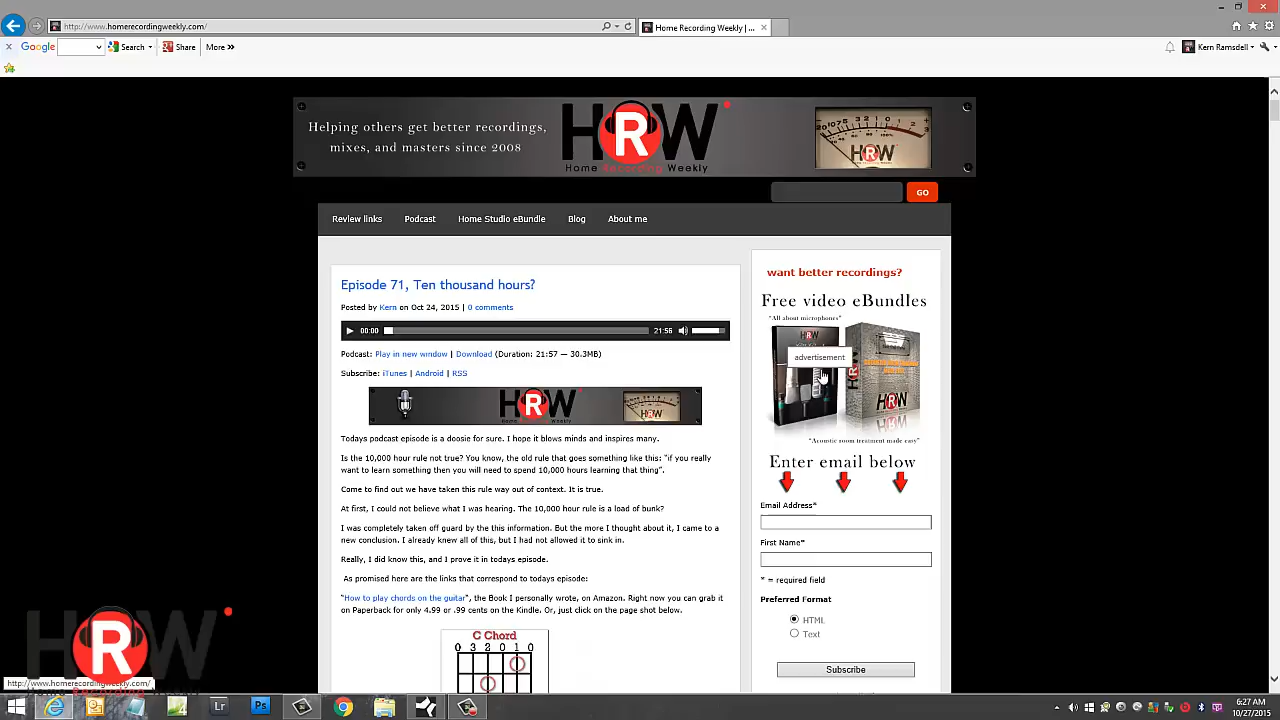 http://www.homerecordingweekly.com/
Home Recording Weekly | ...
Google
Search
Share
More »
Kern Ramsdell
Helping others get better recordings,
mixes, and masters since 2008
HRW
Home Recording Weekly
HRW
GO
Review links
Podcast
Home Studio eBundle
Blog
About me
Episode 71, Ten thousand hours?
Posted by Kern on Oct 24, 2015 | 0 comments
00:00
21:56
Podcast: Play in new window | Download (Duration: 21:57 — 30.3MB)
Subscribe: iTunes | Android | RSS
HRW
HRW
Todays podcast episode is a doosie for sure. I hope it blows minds and inspires many.
Is the 10,000 hour rule not true? You know, the old rule that goes something like this: "if you really
want to learn something then you will need to spend 10,000 hours learning that thing".
Come to find out we have taken this rule way out of context. It is true.
At first, I could not believe what I was hearing. The 10,000 hour rule is a load of bunk?
I was completely taken off guard by the this information. But the more I thought about it, I came to a
new conclusion. I already knew all of this, but I had not allowed it to sink in.
Really, I did know this, and I prove it in todays episode.
As promised here are the links that correspond to todays episode:
"How to play chords on the guitar", the Book I personally wrote, on Amazon. Right now you can grab it
on Paperback for only 4.99 or .99 cents on the Kindle. Or, just click on the page shot below.
C Chord
0 3 2 0 1 0
want better recordings?
Free video eBundles
"All about microphones"
advertisement
HRW
HRW
"Acoustic room treatment made easy"
Enter email below
Email Address*
First Name*
* = required field
Preferred Format
HTML
Text
Subscribe
HRW
Home Recording Weekly
http://www.homerecordingweekly.com/
6:27 AM
10/27/2015